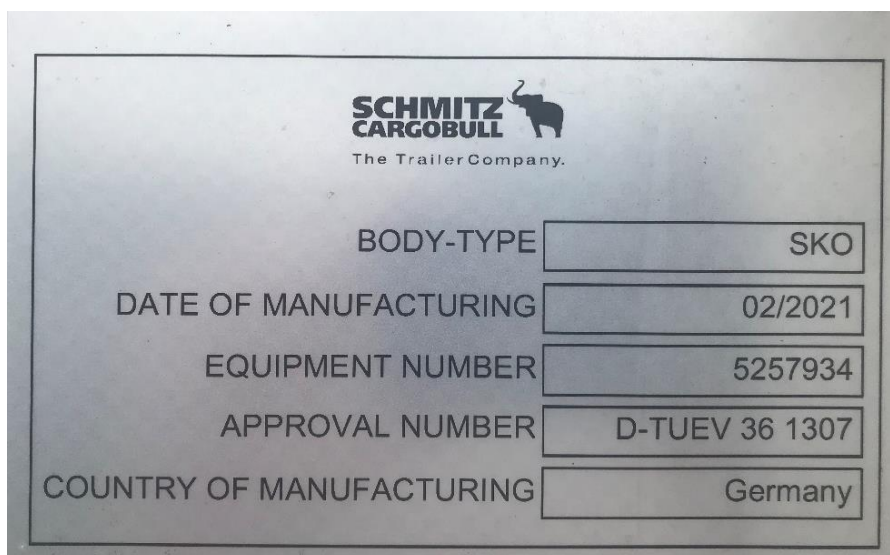 SCHMITZ
CARGOBULL
The Trailer Company.
BODY-TYPE SKO
DATE OF MANUFACTURING 02/2021
EQUIPMENT NUMBER 5257934
APPROVAL NUMBER D-TUEV 36 1307
COUNTRY OF MANUFACTURING Germany